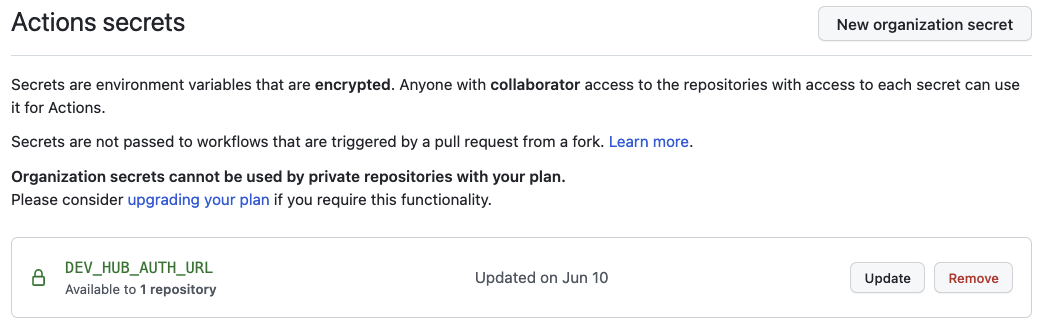 Actions secrets
New organization secret
Secrets are environment variables that are encrypted. Anyone with collaborator access to the repositories with access to each secret can use
it for Actions.
Secrets are not passed to workflows that are triggered by a pull request from a fork. Learn more.
Organization secrets cannot be used by private repositories with your plan.
Please consider upgrading your plan if you require this functionality.
DEV_HUB_AUTH_URL
Available to 1 repository
Updated on Jun 10
Update
Remove